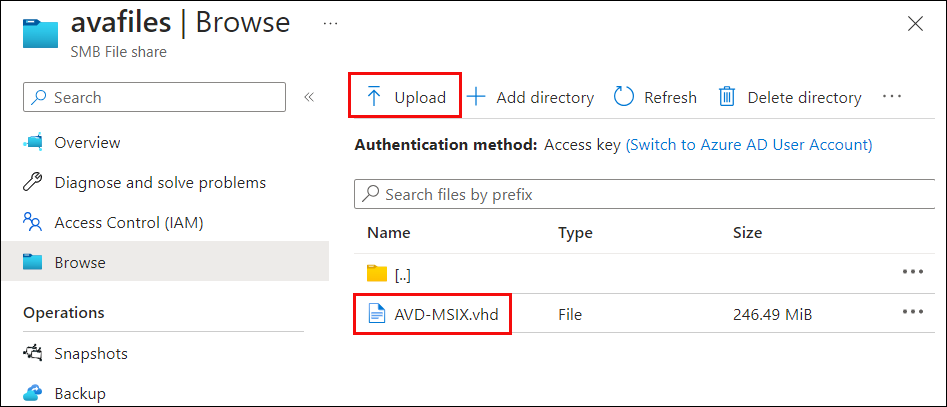 avafiles | Browse ...
SMB File share
Search
«
Overview
Diagnose and solve problems
Access Control (IAM)
Browse
Operations
Snapshots
Backup
Upload Add directory Refresh Delete directory ...
Authentication method: Access key (Switch to Azure AD User Account)
Search files by prefix
Name Type Size
[..] ...
AVD-MSIX.vhd File 246.49 MiB ...